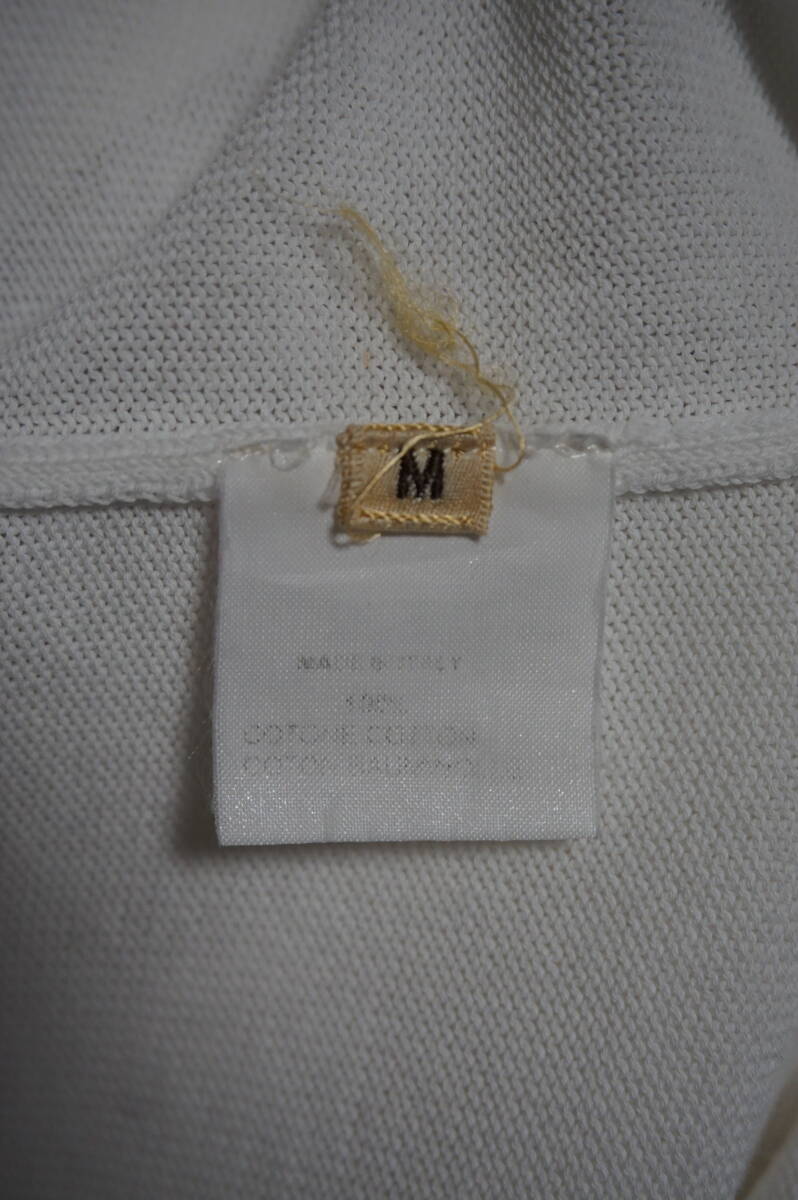 M
MADE IN ITALY
100%
COTONE COTTON
COTON BAUMWOLLE